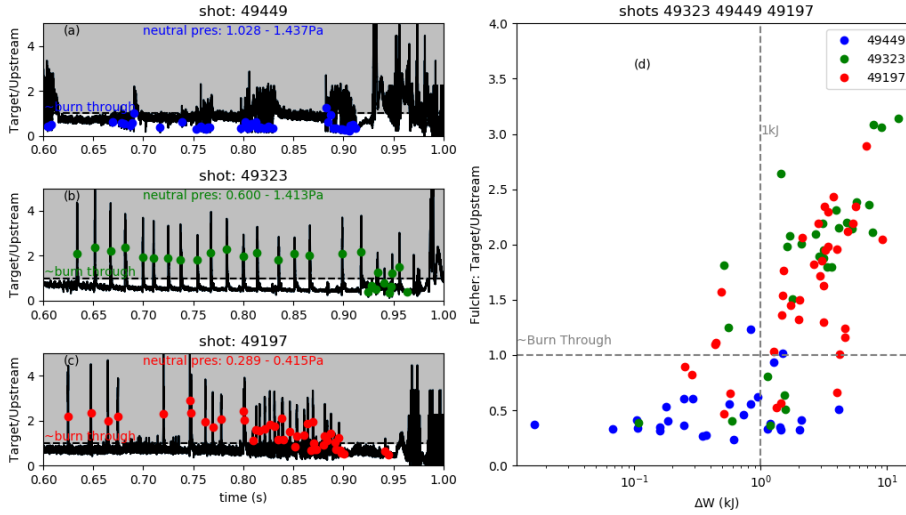 shot: 49449
(a)
neutral pres: 1.028 - 1.437Pa
~burn through
Target/Upstream
4
2
0
0.60 0.65 0.70 0.75 0.80 0.85 0.90 0.95 1.00
shot: 49323
(b)
neutral pres: 0.600 - 1.413Pa
~burn through
Target/Upstream
4
2
0
0.60 0.65 0.70 0.75 0.80 0.85 0.90 0.95 1.00
shot: 49197
(c)
neutral pres: 0.289 - 0.415Pa
~burn through
Target/Upstream
4
2
0
0.60 0.65 0.70 0.75 0.80 0.85 0.90 0.95 1.00
time (s)
shots 49323 49449 49197
(d)
49449
49323
49197
1kJ
~Burn Through
Fulcher: Target/Upstream
4.0
3.5
3.0
2.5
2.0
1.5
1.0
0.5
0.0
10⁻¹ 10⁰ 10¹
ΔW (kJ)